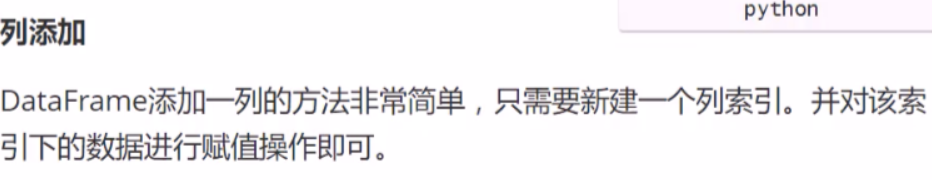 python
列添加
DataFrame添加一列的方法非常简单，只需要新建一个列索引。并对该索
引下的数据进行赋值操作即可。